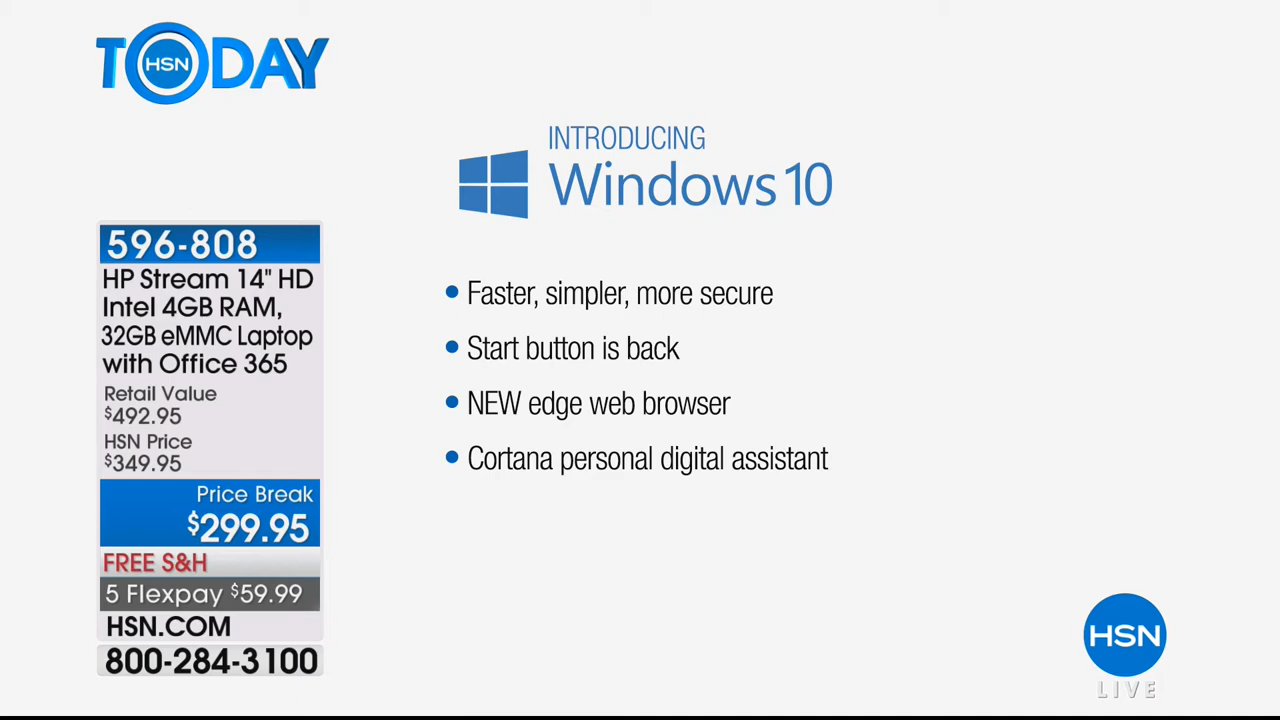 TODAY
HSN
INTRODUCING
Windows 10
596-808
HP Stream 14" HD
Intel 4GB RAM,
32GB eMMC Laptop
with Office 365
Retail Value
$492.95
HSN Price
$349.95
Price Break
$299.95
FREE S&H
5 Flexpay $59.99
HSN.COM
800-284-3100
• Faster, simpler, more secure
• Start button is back
• NEW edge web browser
• Cortana personal digital assistant
HSN
LIVE